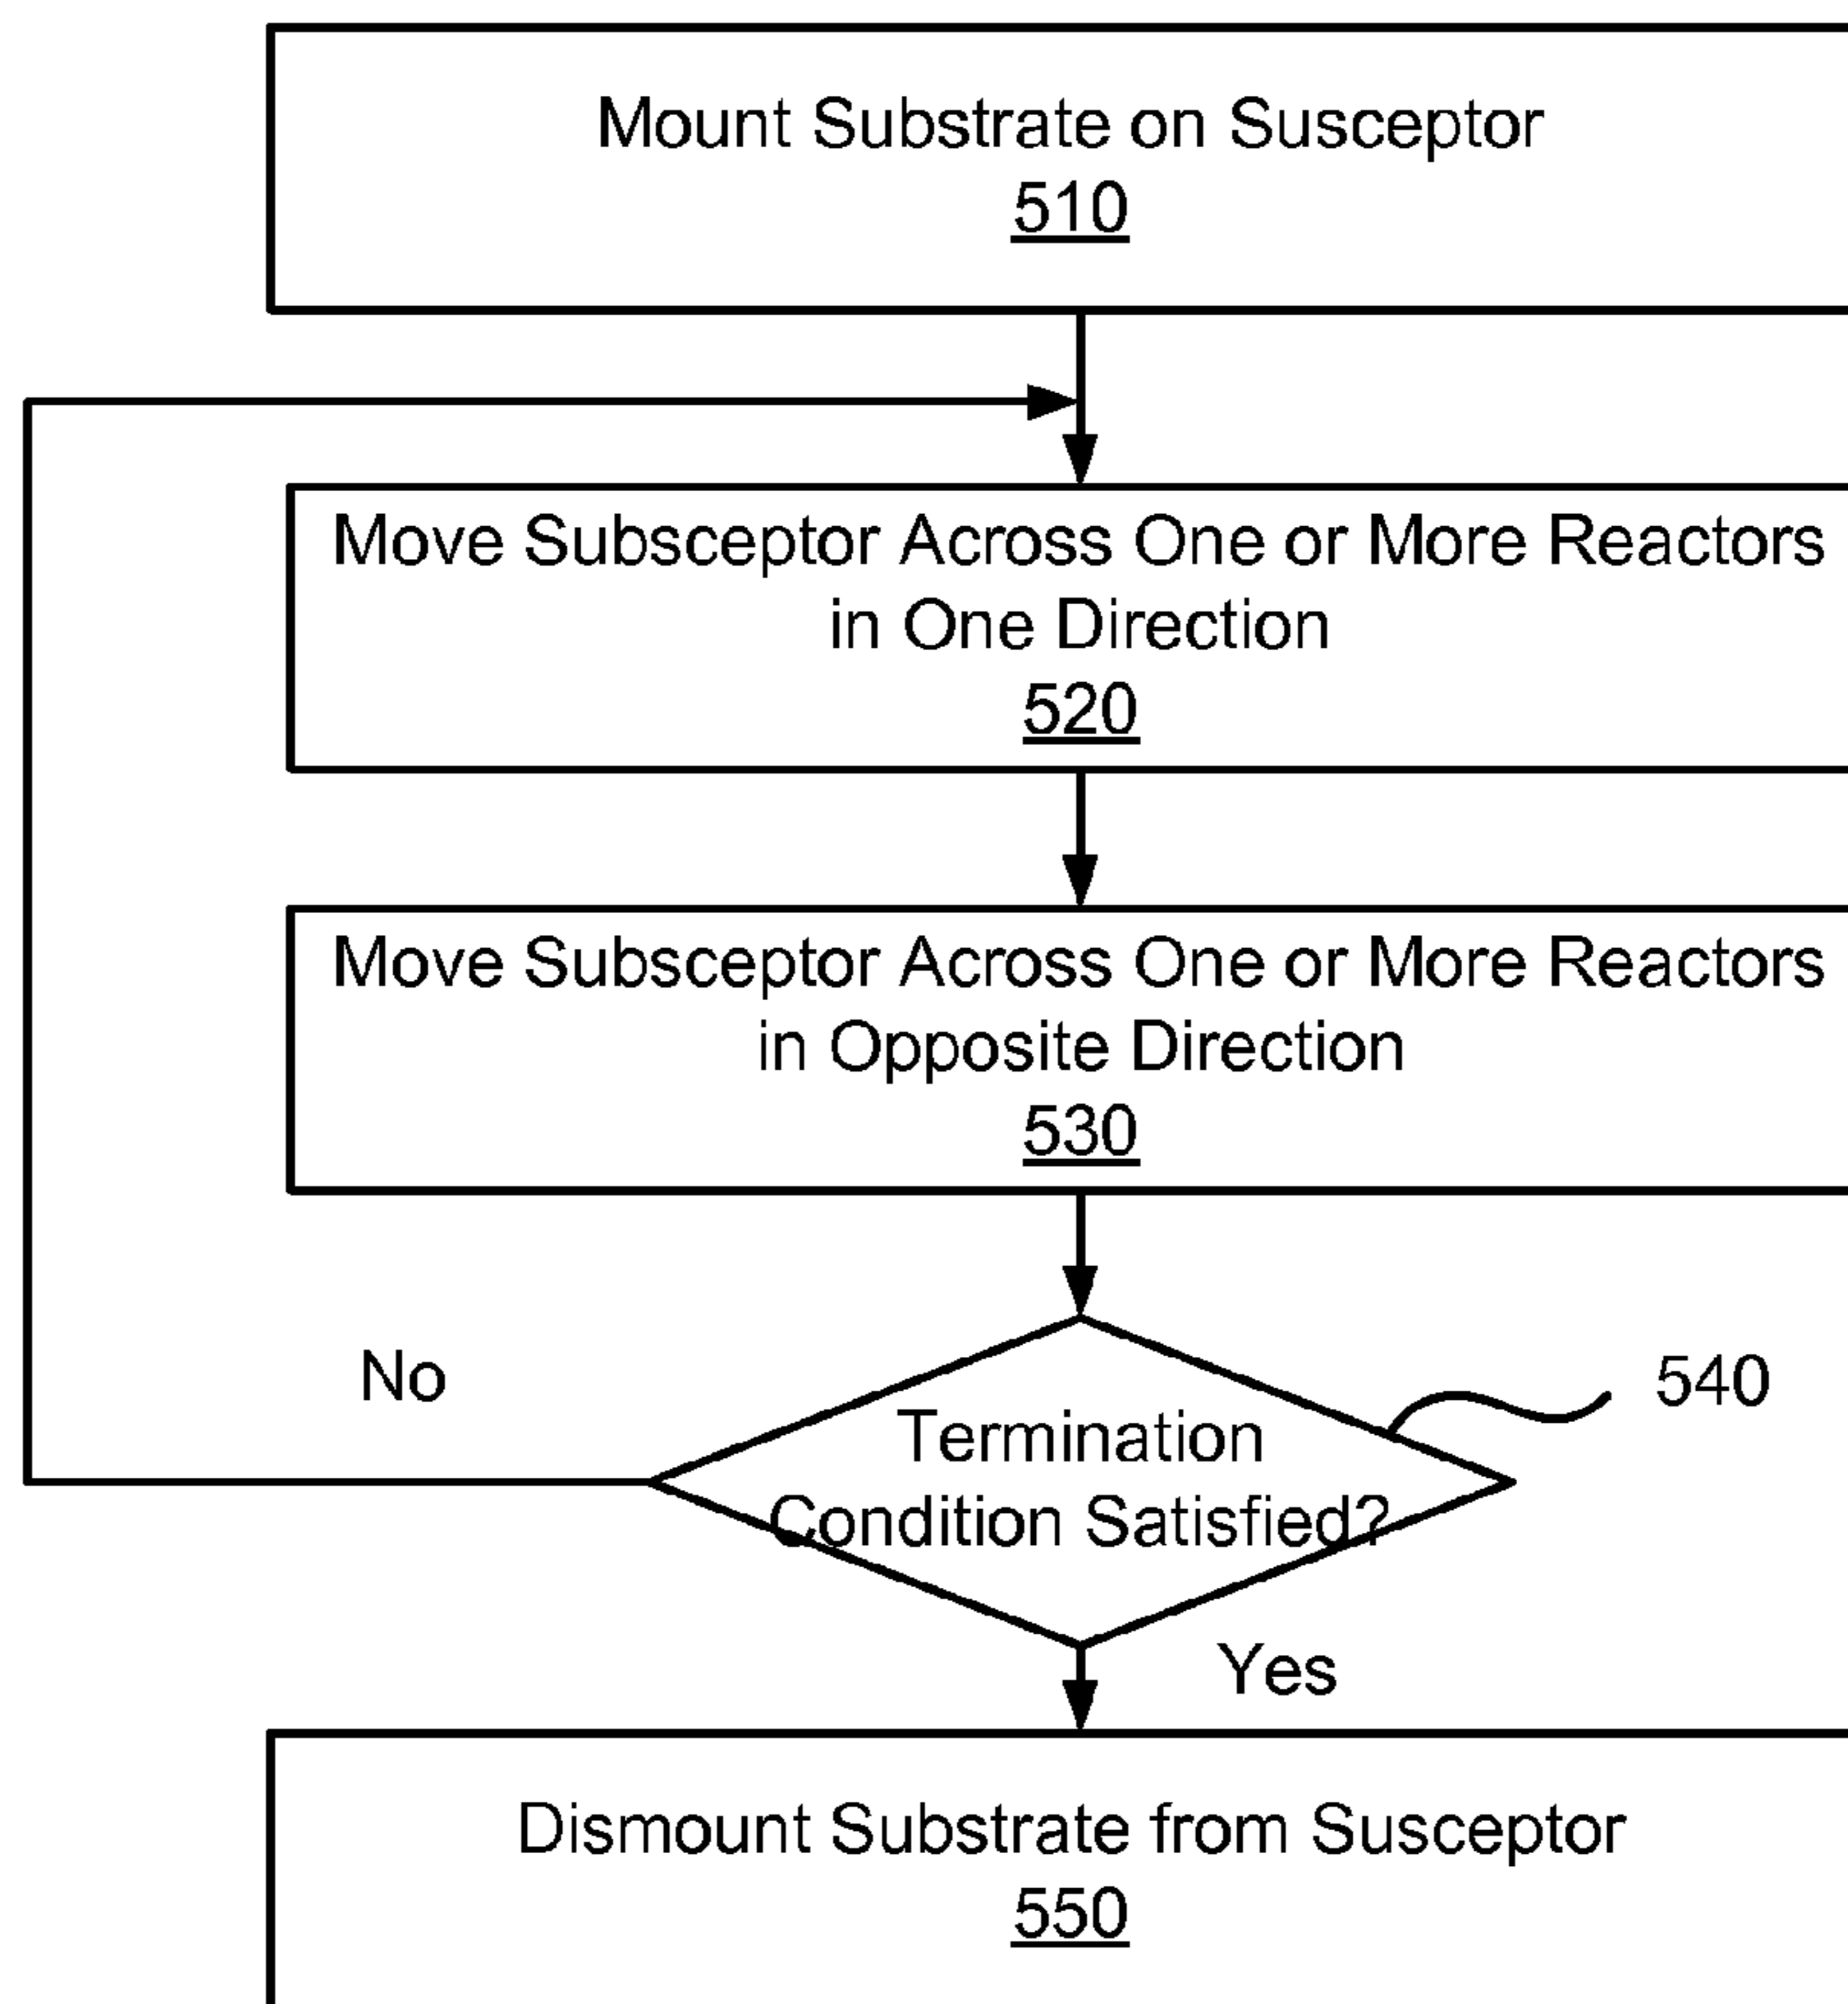 Mount Substrate on Susceptor
510
Move Subsceptor Across One or More Reactors
in One Direction
520
Move Subsceptor Across One or More Reactors
in Opposite Direction
530
No
540
Termination
Condition Satisfied?
Yes
Dismount Substrate from Susceptor
550